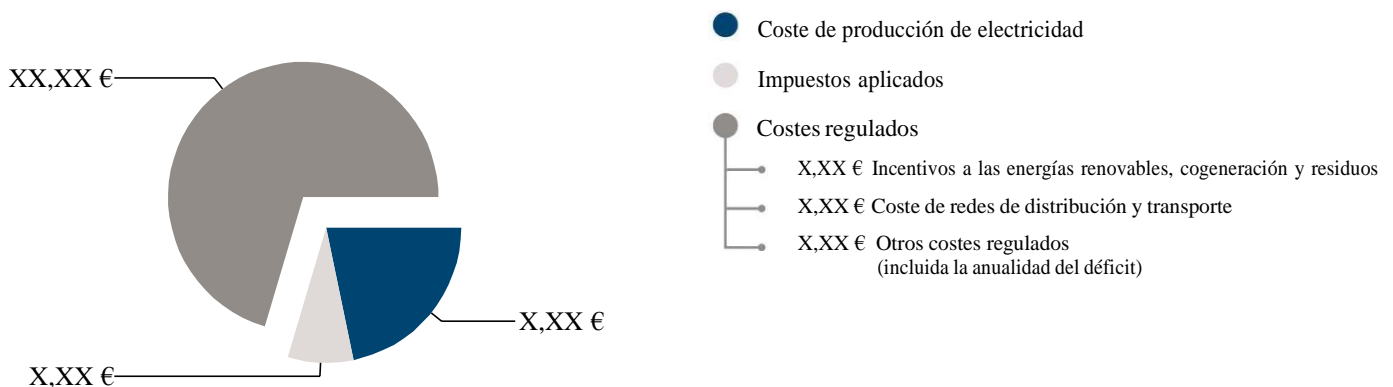 XX,XX €
X,XX €
X,XX €
Coste de producción de electricidad
Impuestos aplicados
Costes regulados
X,XX € Incentivos a las energías renovables, cogeneración y residuos
X,XX € Coste de redes de distribución y transporte
X,XX € Otros costes regulados
(incluida la anualidad del déficit)